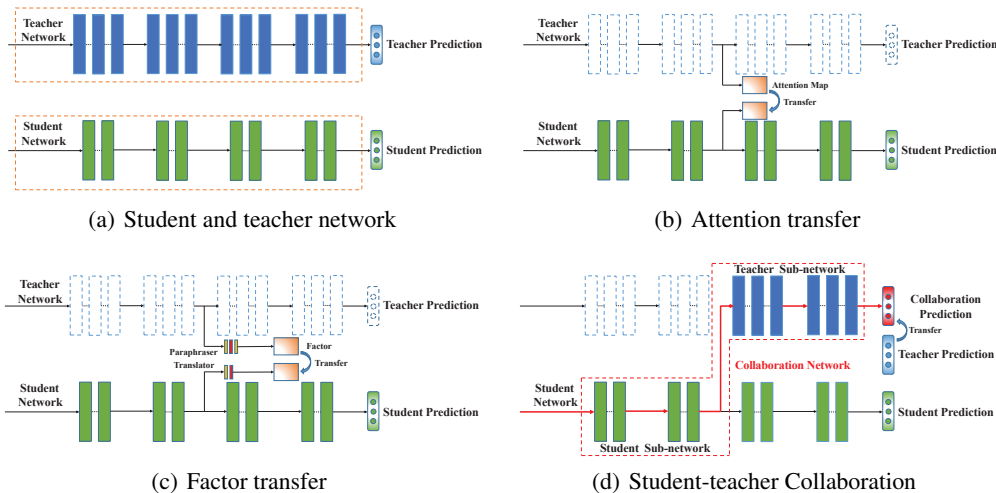 Teacher
Network
Teacher Prediction
Student
Network
Student Prediction
(a) Student and teacher network
Teacher
Network
Teacher Prediction
Attention Map
Transfer
Student
Network
Student Prediction
(b) Attention transfer
Teacher
Network
Teacher Prediction
Paraphraser
Factor
Translator
Transfer
Student
Network
Student Prediction
(c) Factor transfer
Teacher Sub-network
Collaboration
Prediction
Transfer
Teacher Prediction
Collaboration Network
Student
Network
Student Sub-network
Student Prediction
(d) Student-teacher Collaboration